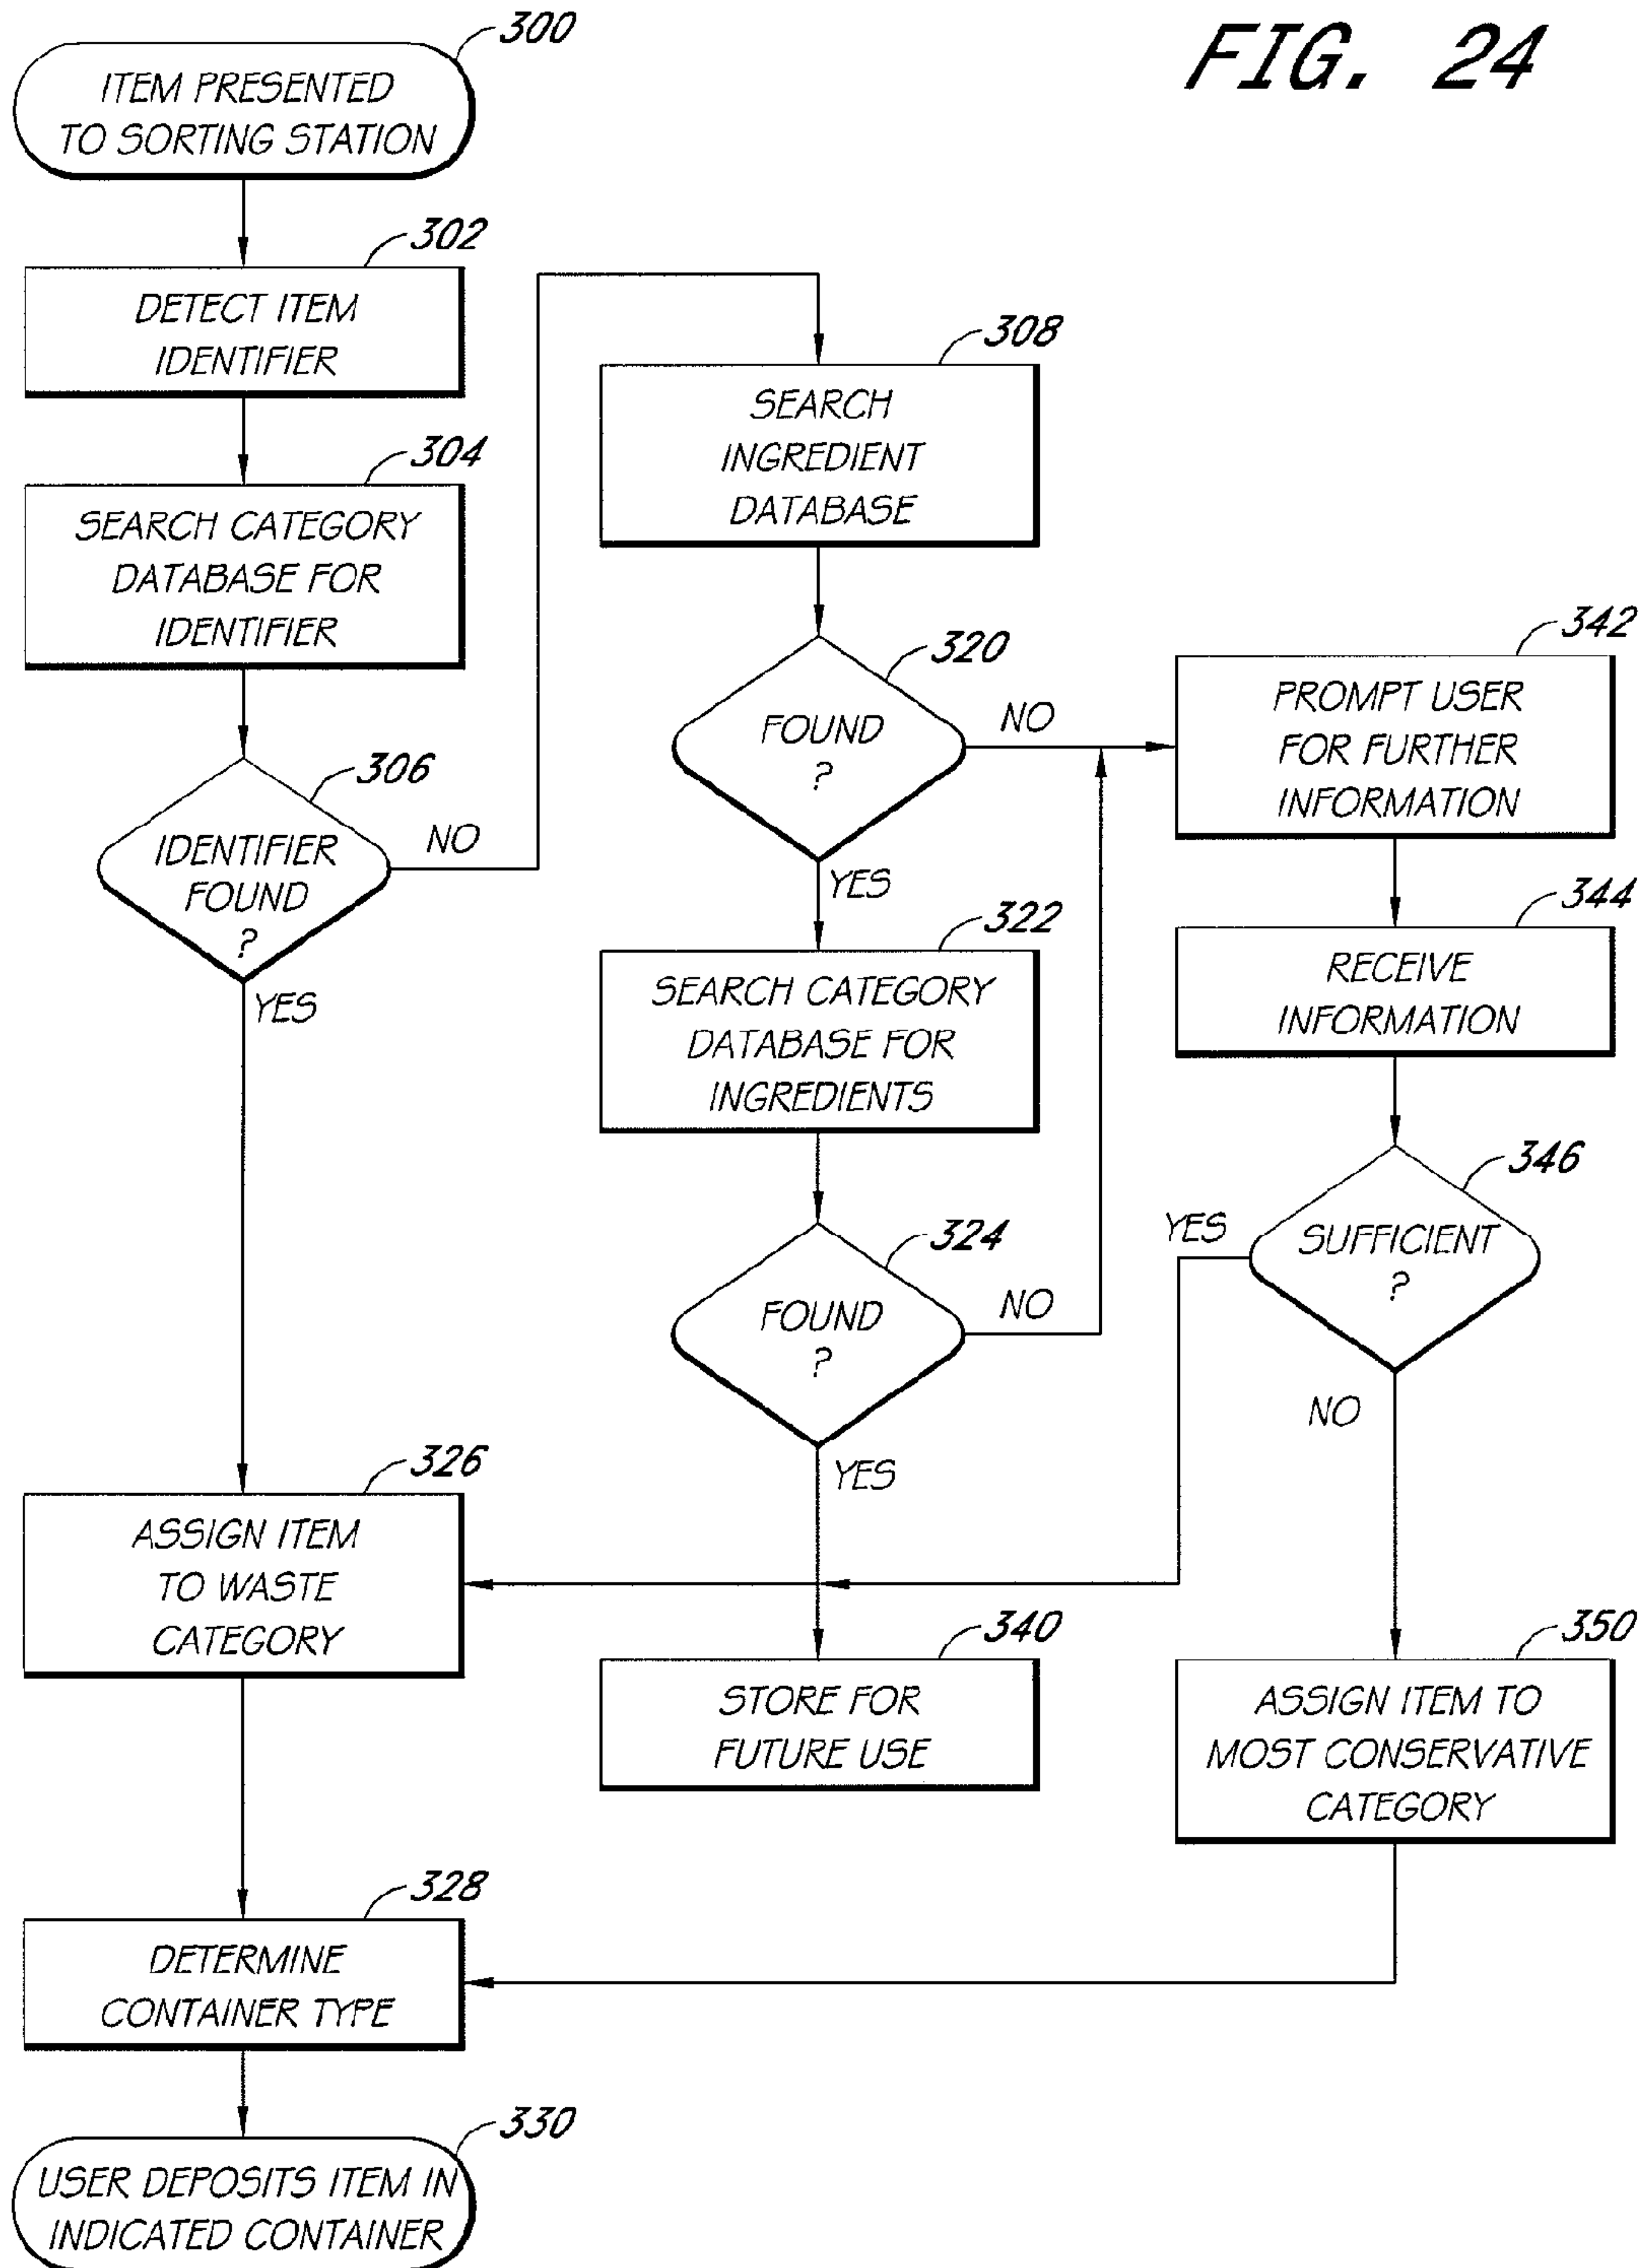 FIG. 24
300
ITEM PRESENTED
TO SORTING STATION
302
DETECT ITEM
IDENTIFIER
304
SEARCH CATEGORY
DATABASE FOR
IDENTIFIER
306
IDENTIFIER
FOUND
?
NO
YES
308
SEARCH
INGREDIENT
DATABASE
320
FOUND
?
NO
YES
322
SEARCH CATEGORY
DATABASE FOR
INGREDIENTS
324
FOUND
?
NO
YES
342
PROMPT USER
FOR FURTHER
INFORMATION
344
RECEIVE
INFORMATION
346
SUFFICIENT
?
YES
NO
326
ASSIGN ITEM
TO WASTE
CATEGORY
340
STORE FOR
FUTURE USE
350
ASSIGN ITEM TO
MOST CONSERVATIVE
CATEGORY
328
DETERMINE
CONTAINER TYPE
330
USER DEPOSITS ITEM IN
INDICATED CONTAINER